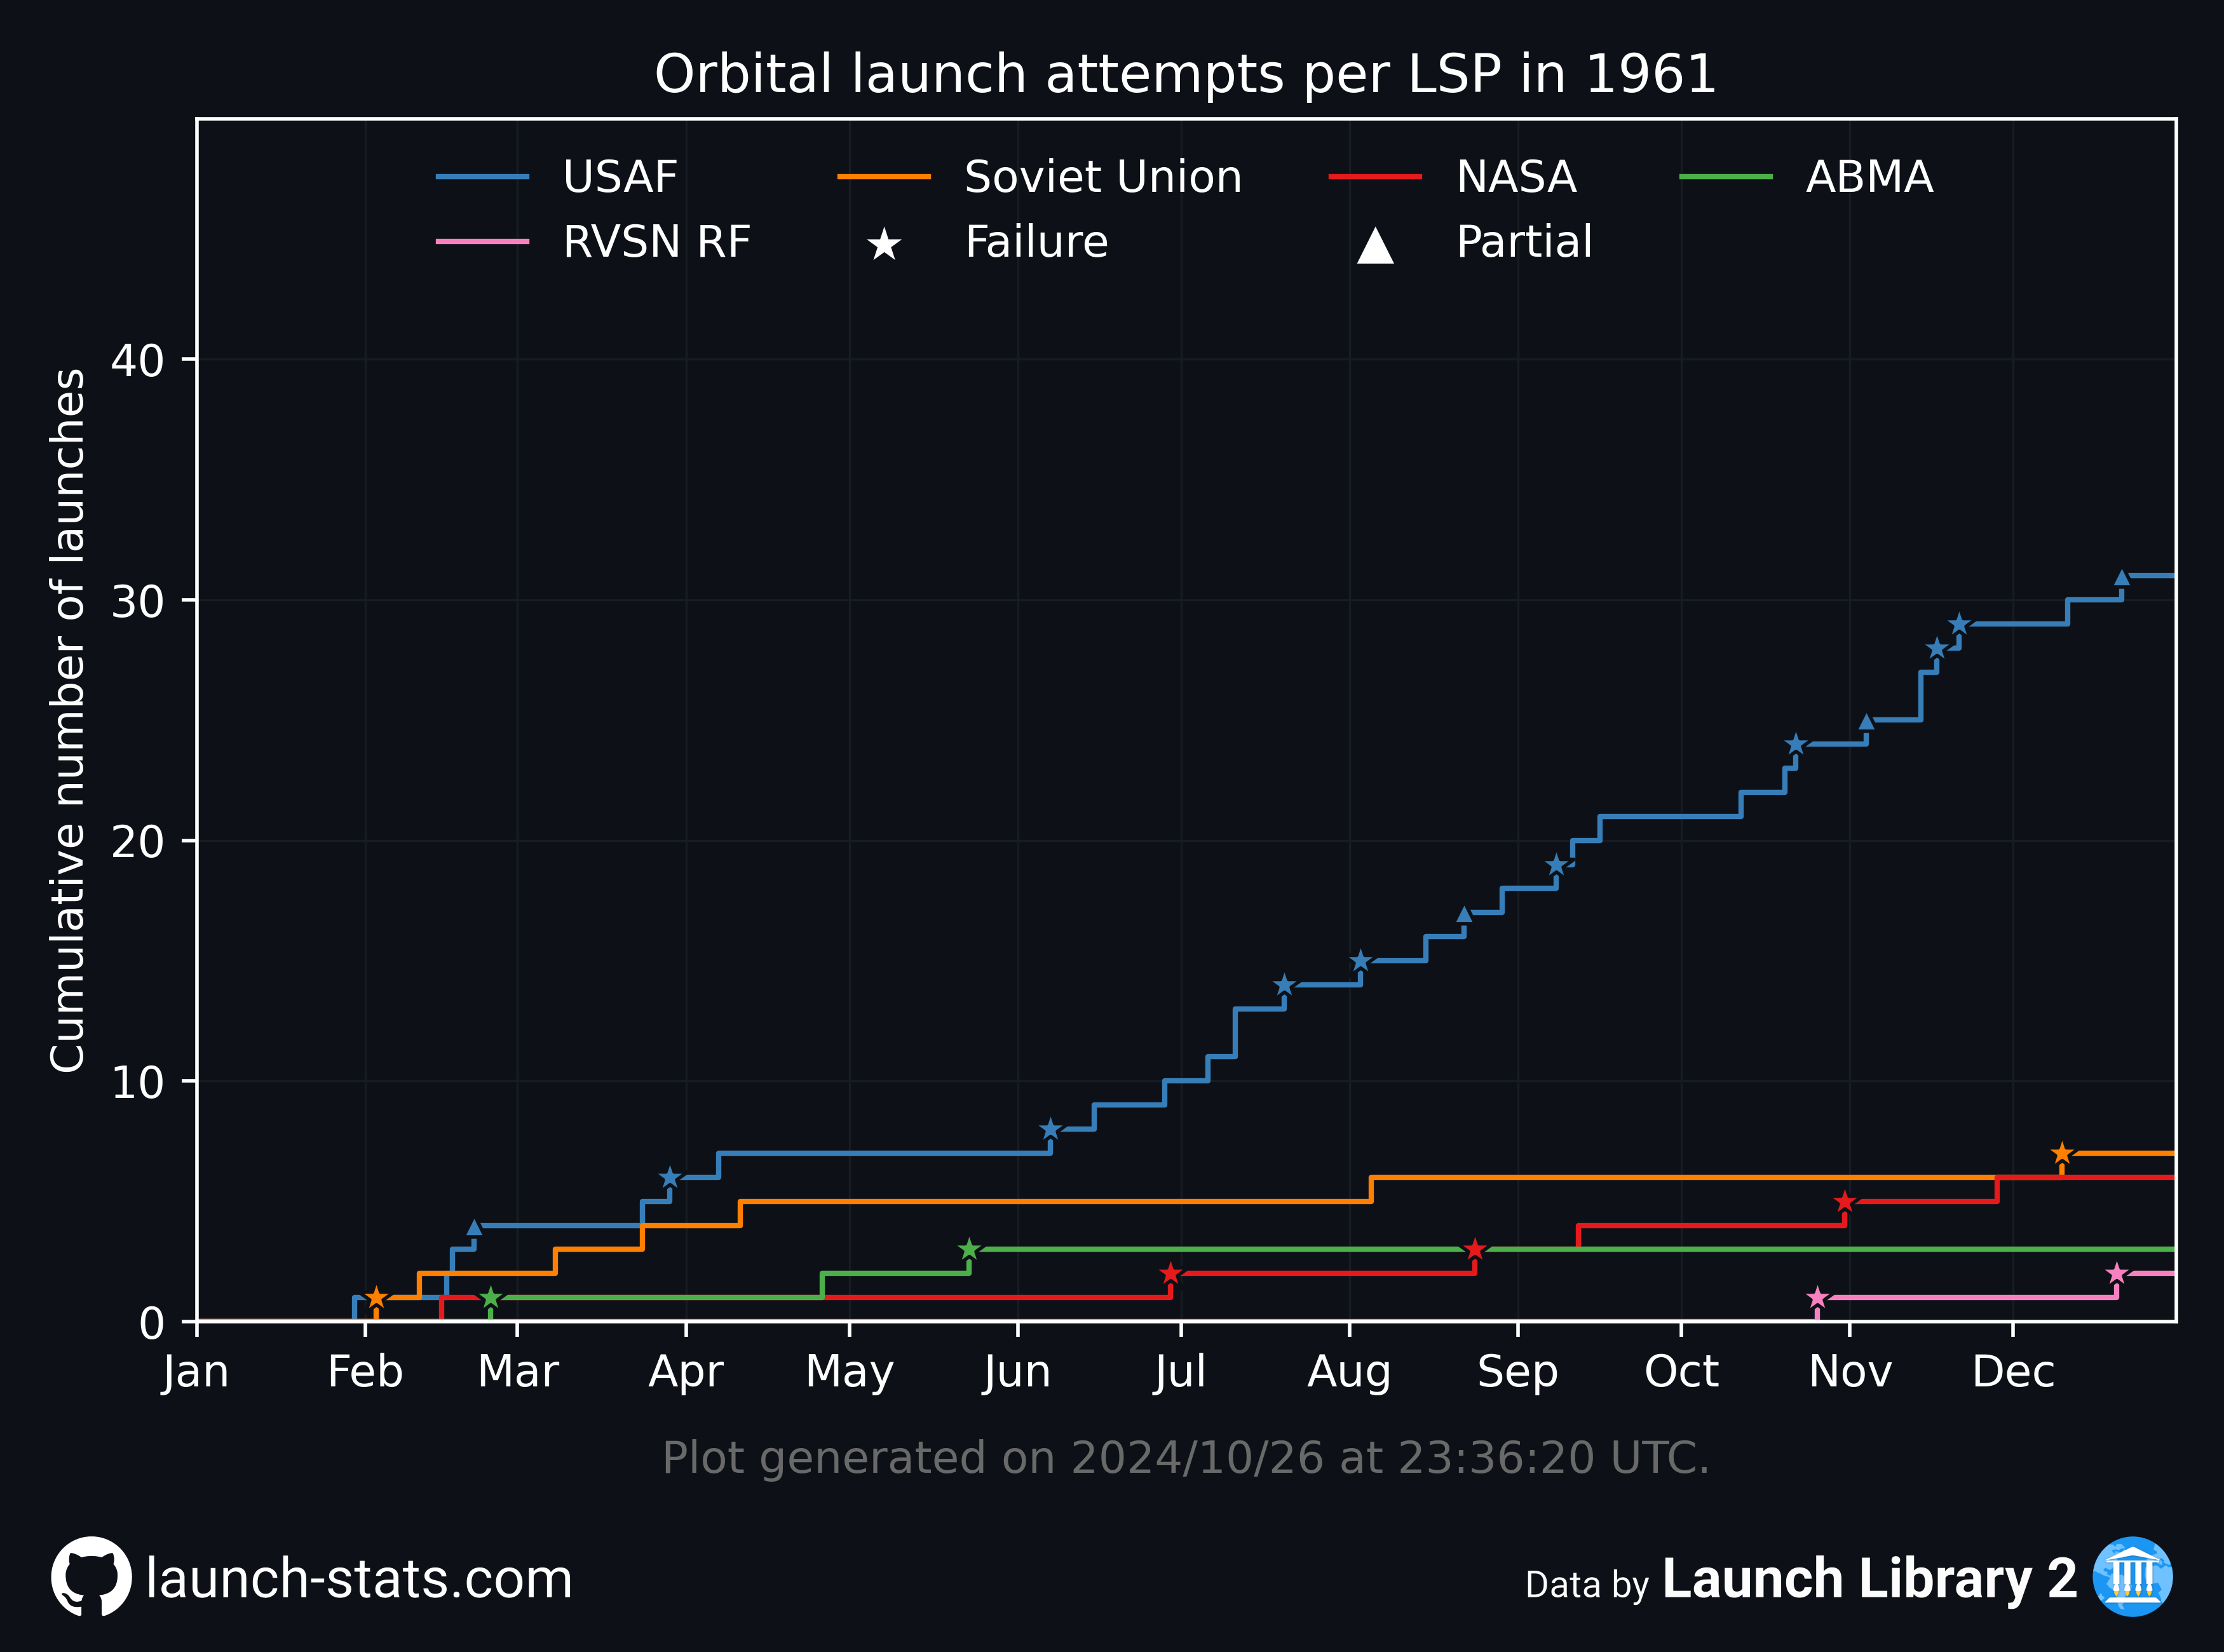 Orbital launch attempts per LSP in 1961
USAF Soviet Union NASA ABMA
RVSN RF Failure Partial
Cumulative number of launches
40
30
20
10
0
Jan Feb Mar Apr May Jun Jul Aug Sep Oct Nov Dec
Plot generated on 2024/10/26 at 23:36:20 UTC.
launch-stats.com
Data by Launch Library 2